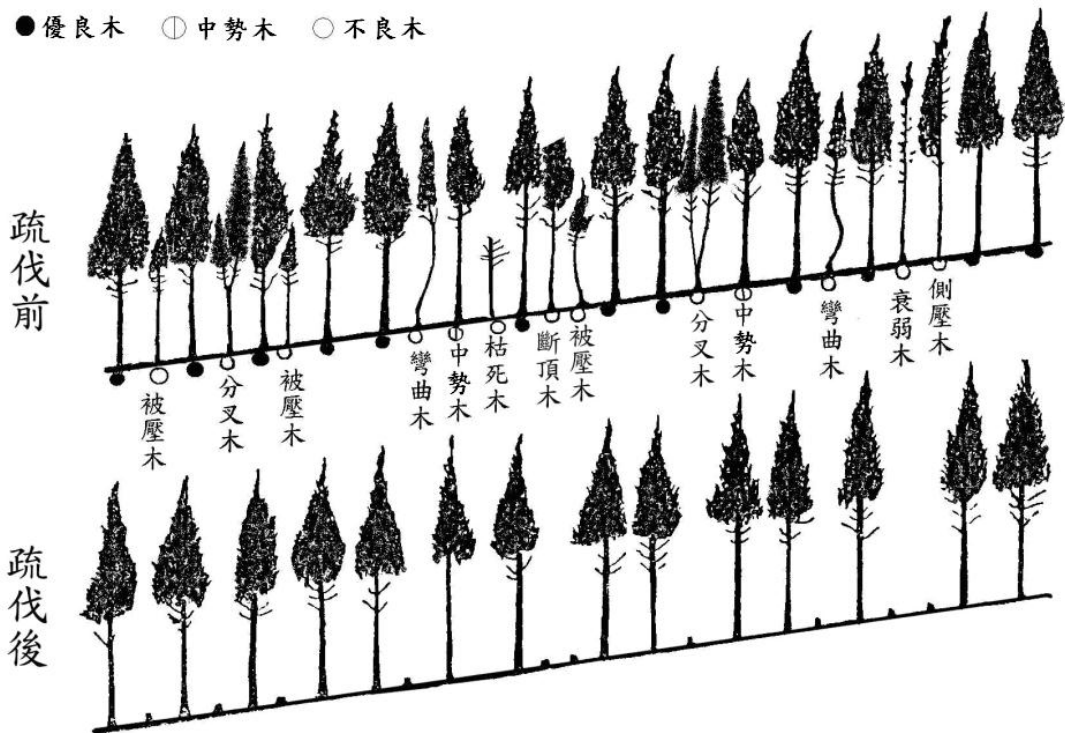 優良木 中勢木 不良木
疏伐前
被壓木
分叉木
被壓木
彎曲木
中勢木
枯死木
斷頂木
被壓木
分叉木
中勢木
彎曲木
衰弱木
側壓木
疏伐後